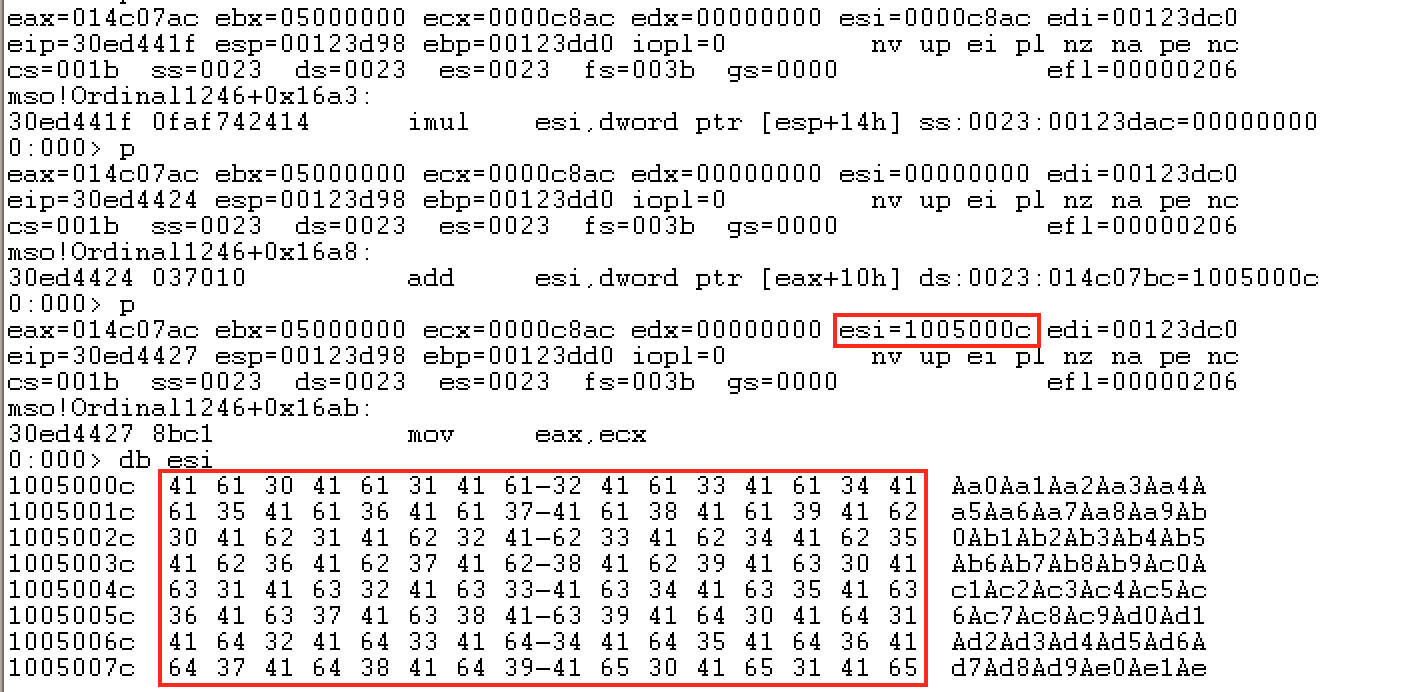 eax=014c07ac ebx=05000000 ecx=0000c8ac edx=00000000 esi=0000c8ac edi=00123dc0
eip=30ed441f esp=00123d98 ebp=00123dd0 iopl=0         nv up ei pl nz na pe nc
cs=001b  ss=0023  ds=0023  es=0023  fs=003b  gs=0000             efl=00000206
mso!Ordinal1246+0x16a3:
30ed441f 0faf742414      imul    esi,dword ptr [esp+14h] ss:0023:00123dac=00000000
0:000> p
eax=014c07ac ebx=05000000 ecx=0000c8ac edx=00000000 esi=00000000 edi=00123dc0
eip=30ed4424 esp=00123d98 ebp=00123dd0 iopl=0         nv up ei pl nz na pe nc
cs=001b  ss=0023  ds=0023  es=0023  fs=003b  gs=0000             efl=00000206
mso!Ordinal1246+0x16a8:
30ed4424 037010          add     esi,dword ptr [eax+10h] ds:0023:014c07bc=1005000c
0:000> p
eax=014c07ac ebx=05000000 ecx=0000c8ac edx=00000000 esi=1005000c edi=00123dc0
eip=30ed4427 esp=00123d98 ebp=00123dd0 iopl=0         nv up ei pl nz na pe nc
cs=001b  ss=0023  ds=0023  es=0023  fs=003b  gs=0000             efl=00000206
mso!Ordinal1246+0x16ab:
30ed4427 8bc1            mov     eax,ecx
0:000> db esi
1005000c  41 61 30 41 61 31 41 61-32 41 61 33 41 61 34 41  Aa0Aa1Aa2Aa3Aa4A
1005001c  61 35 41 61 36 41 61 37-41 61 38 41 61 39 41 62  a5Aa6Aa7Aa8Aa9Ab
1005002c  30 41 62 31 41 62 32 41-62 33 41 62 34 41 62 35  0Ab1Ab2Ab3Ab4Ab5
1005003c  41 62 36 41 62 37 41 62-38 41 62 39 41 63 30 41  Ab6Ab7Ab8Ab9Ac0A
1005004c  63 31 41 63 32 41 63 33-41 63 34 41 63 35 41 63  c1Ac2Ac3Ac4Ac5Ac
1005005c  36 41 63 37 41 63 38 41-63 39 41 64 30 41 64 31  6Ac7Ac8Ac9Ad0Ad1
1005006c  41 64 32 41 64 33 41 64-34 41 64 35 41 64 36 41  Ad2Ad3Ad4Ad5Ad6A
1005007c  64 37 41 64 38 41 64 39-41 65 30 41 65 31 41 65  d7Ad8Ad9Ae0Ae1Ae